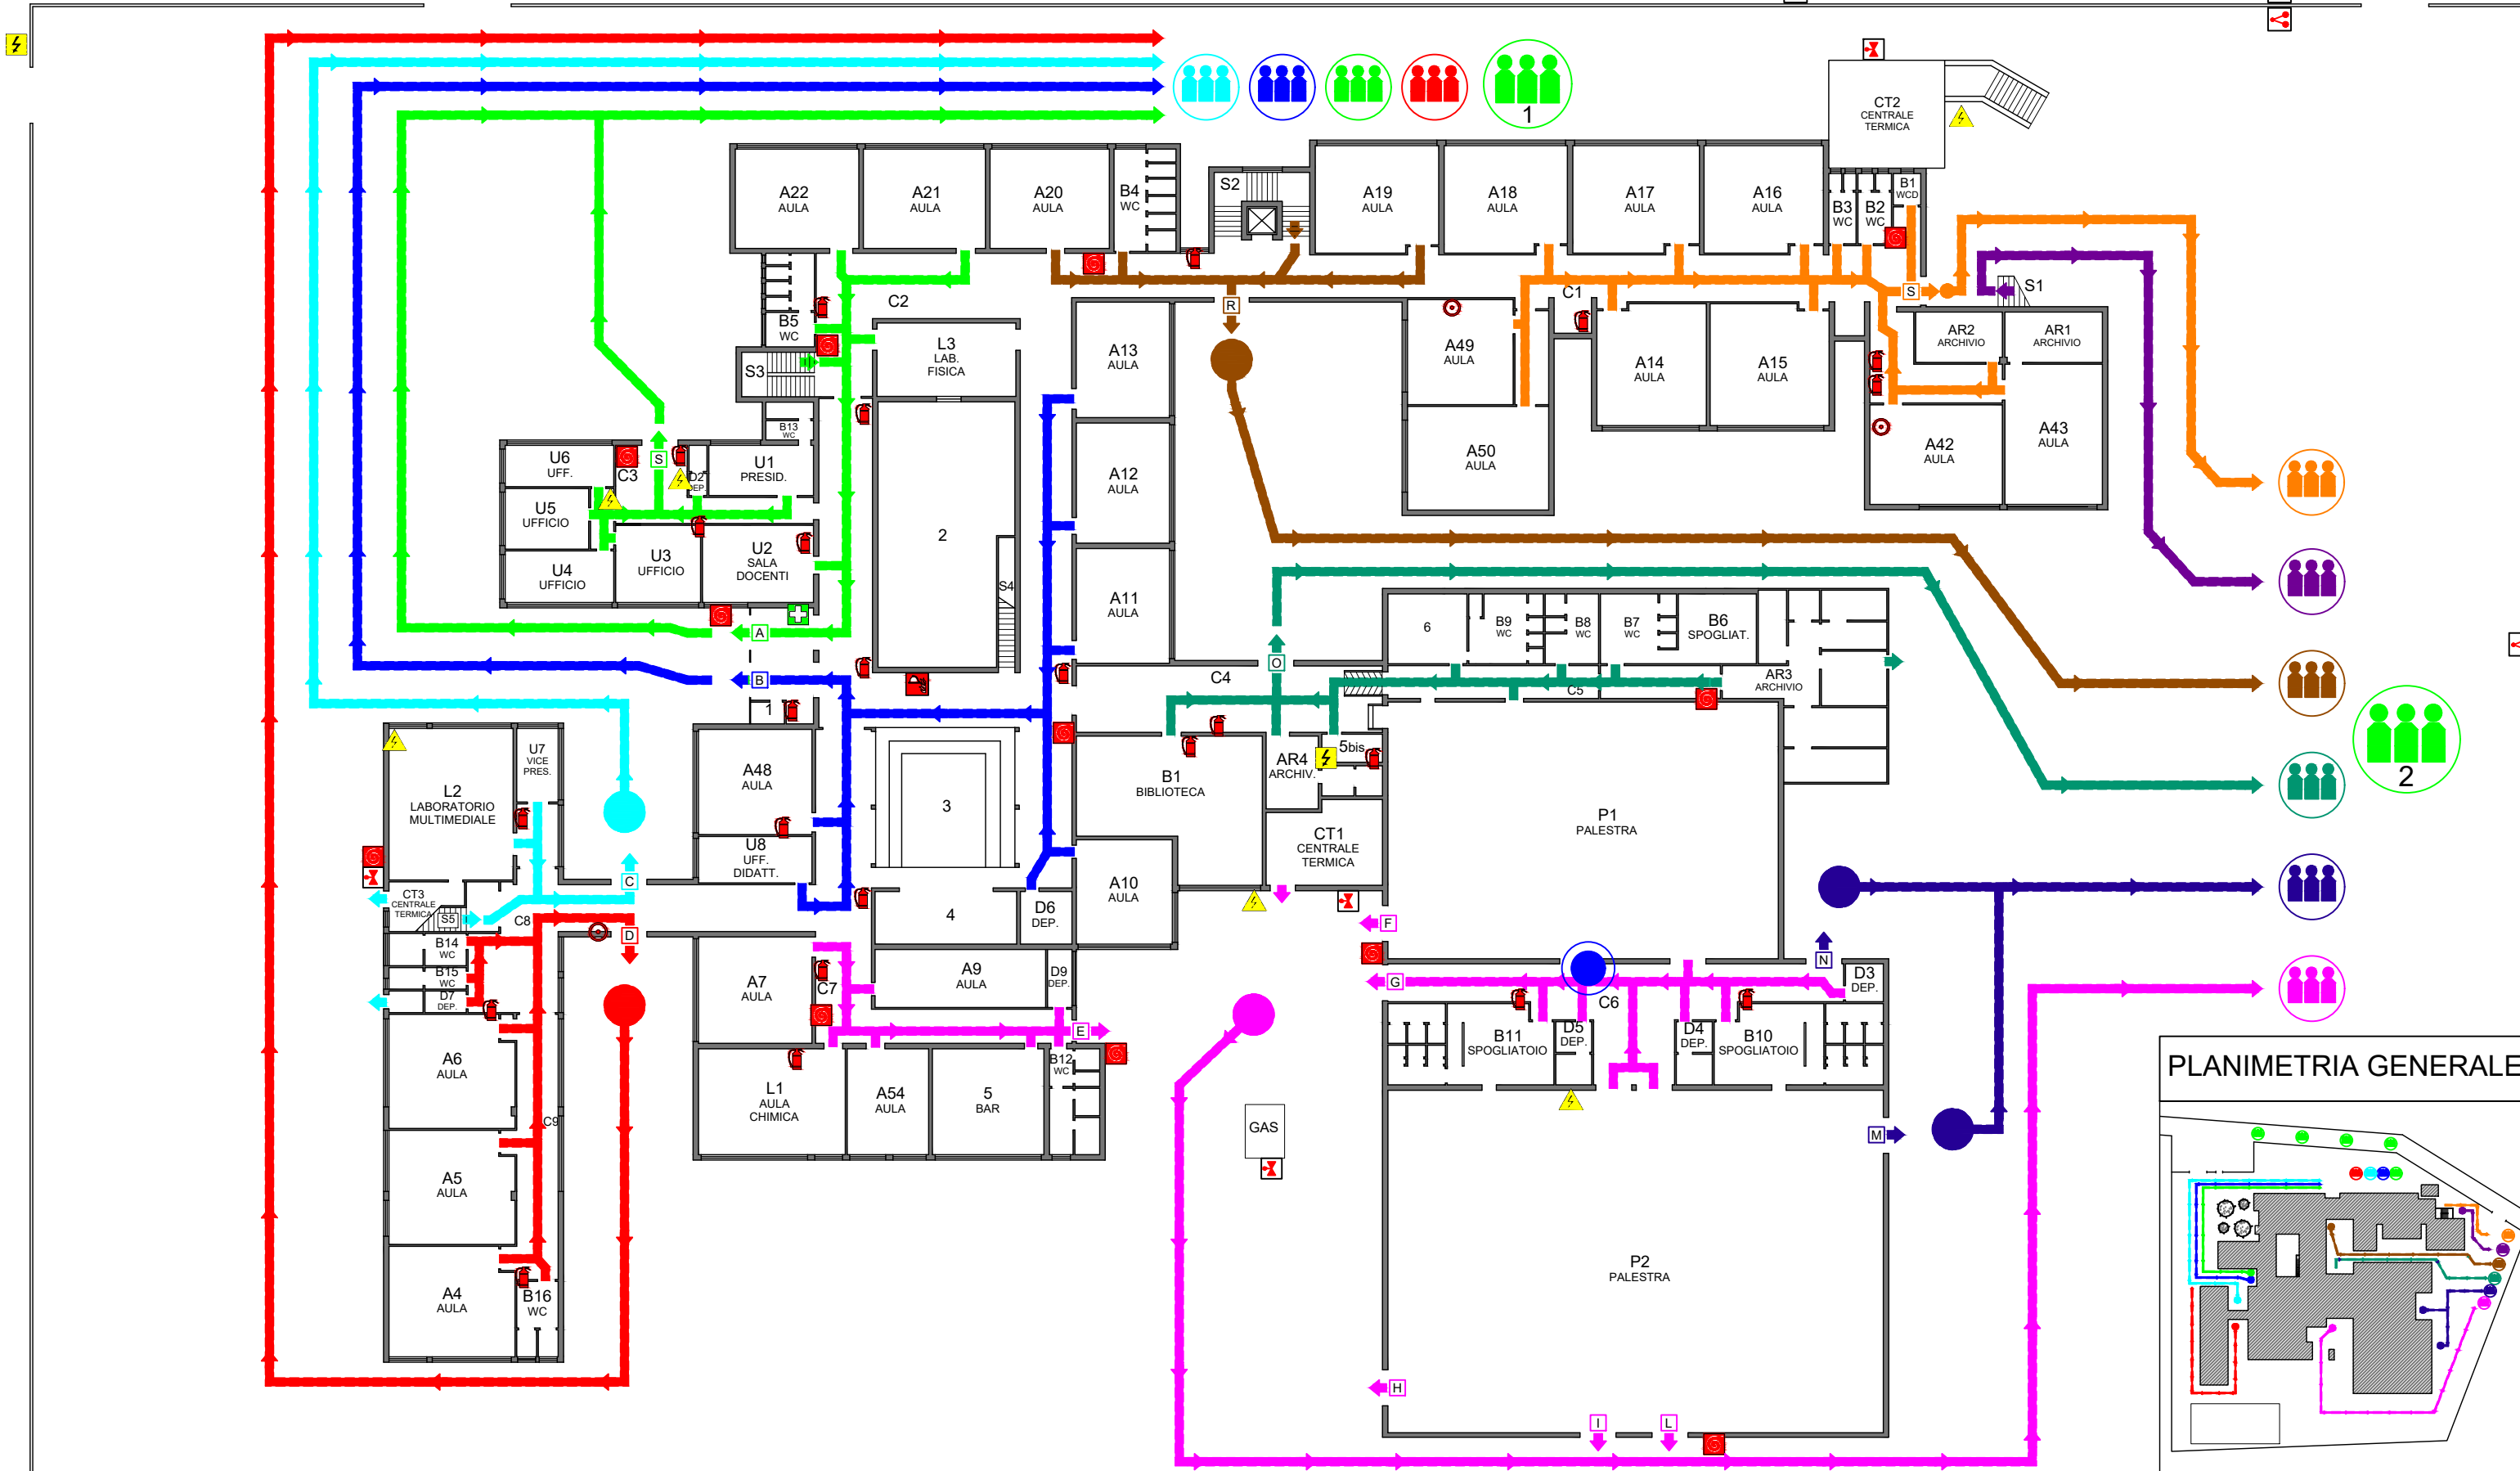 1
CT2
CENTRALE
TERMICA
A22
AULA
A21
AULA
A20
AULA
B4
WC
S2
A19
AULA
A18
AULA
A17
AULA
A16
AULA
B3
WC
B2
WC
B1
WCD
C2
B5
WC
L3
LAB.
FISICA
S3
B13
WC
A13
AULA
R
A49
AULA
C1
A14
AULA
A15
AULA
S
S1
AR2
ARCHIVIO
AR1
ARCHIVIO
A50
AULA
A42
AULA
A43
AULA
U6
UFF.
C3
S
D2
DEP.
U1
PRESID.
U5
UFFICIO
U4
UFFICIO
U3
UFFICIO
U2
SALA
DOCENTI
2
S4
A12
AULA
A11
AULA
A
B
1
O
C4
6
B9
WC
B8
WC
B7
WC
B6
SPOGLIAT.
C5
AR3
ARCHIVIO
2
L2
LABORATORIO
MULTIMEDIALE
U7
VICE
PRES.
A48
AULA
U8
UFF.
DIDATT.
3
B1
BIBLIOTECA
AR4
ARCHIV.
5bis
CT1
CENTRALE
TERMICA
P1
PALESTRA
C
CT3
CENTRALE
TERMICA
S5
C8
D
4
D6
DEP.
A10
AULA
F
B14
WC
B15
WC
D7
DEP.
A7
AULA
C7
A9
AULA
D9
DEP.
E
G
N
D3
DEP.
C6
B11
SPOGLIATOIO
D5
DEP.
D4
DEP.
B10
SPOGLIATOIO
A6
AULA
C9
A5
AULA
A4
AULA
B16
WC
L1
AULA
CHIMICA
A54
AULA
5
BAR
B12
WC
GAS
M
P2
PALESTRA
H
I
L
PLANIMETRIA GENERALE